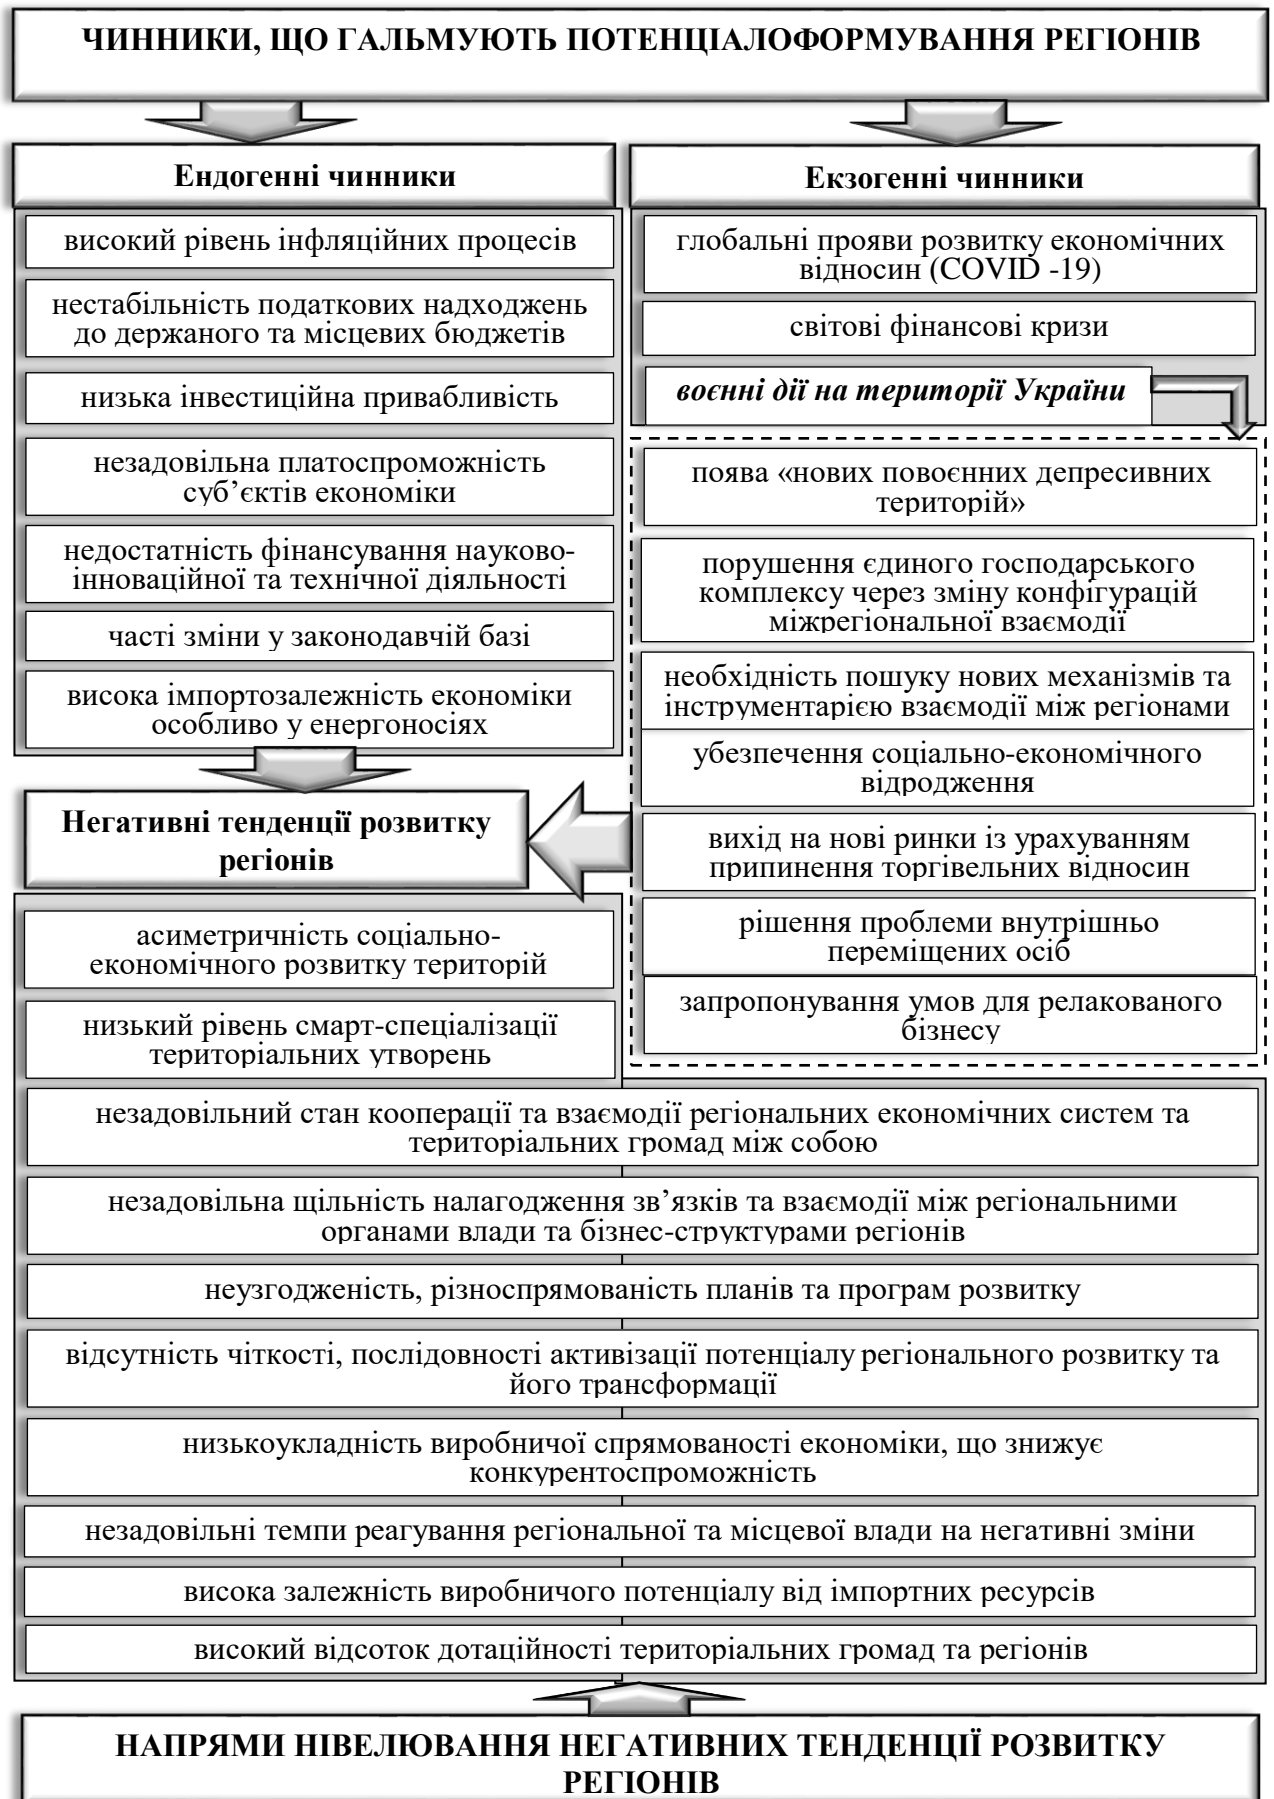 ЧИННИКИ, ЩО ГАЛЬМУЮТЬ ПОТЕНЦІАЛОФОРМУВАННЯ РЕГІОНІВ
Ендогенні чинники
високий рівень інфляційних процесів
нестабільність податкових надходжень
до держаного та місцевих бюджетів
низька інвестиційна привабливість
незадовільна платоспроможність
суб’єктів економіки
недостатність фінансування науково-
інноваційної та технічної діяльності
часті зміни у законодавчій базі
висока імпортозалежність економіки
особливо у енергоносіях
Екзогенні чинники
глобальні прояви розвитку економічних
відносин (COVID -19)
світові фінансові кризи
воєнні дії на території України
поява «нових повоєнних депресивних
територій»
порушення єдиного господарського
комплексу через зміну конфігурацій
міжрегіональної взаємодії
необхідність пошуку нових механізмів та
інструментарією взаємодії між регіонами
убезпечення соціально-економічного
відродження
вихід на нові ринки із урахуванням
припинення торгівельних відносин
рішення проблеми внутрішньо
переміщених осіб
запропонування умов для релакованого
бізнесу
Негативні тенденції розвитку
регіонів
асиметричність соціально-
економічного розвитку територій
низький рівень смарт-спеціалізації
територіальних утворень
незадовільний стан кооперації та взаємодії регіональних економічних систем та
територіальних громад між собою
незадовільна щільність налагодження зв’язків та взаємодії між регіональними
органами влади та бізнес-структурами регіонів
неузгодженість, різноспрямованість планів та програм розвитку
відсутність чіткості, послідовності активізації потенціалу регіонального розвитку та
його трансформації
низькоукладність виробничої спрямованості економіки, що знижує
конкурентоспроможність
незадовільні темпи реагування регіональної та місцевої влади на негативні зміни
висока залежність виробничого потенціалу від імпортних ресурсів
високий відсоток дотаційності територіальних громад та регіонів
НАПРЯМИ НІВЕЛЮВАННЯ НЕГАТИВНИХ ТЕНДЕНЦІЇ РОЗВИТКУ
РЕГІОНІВ